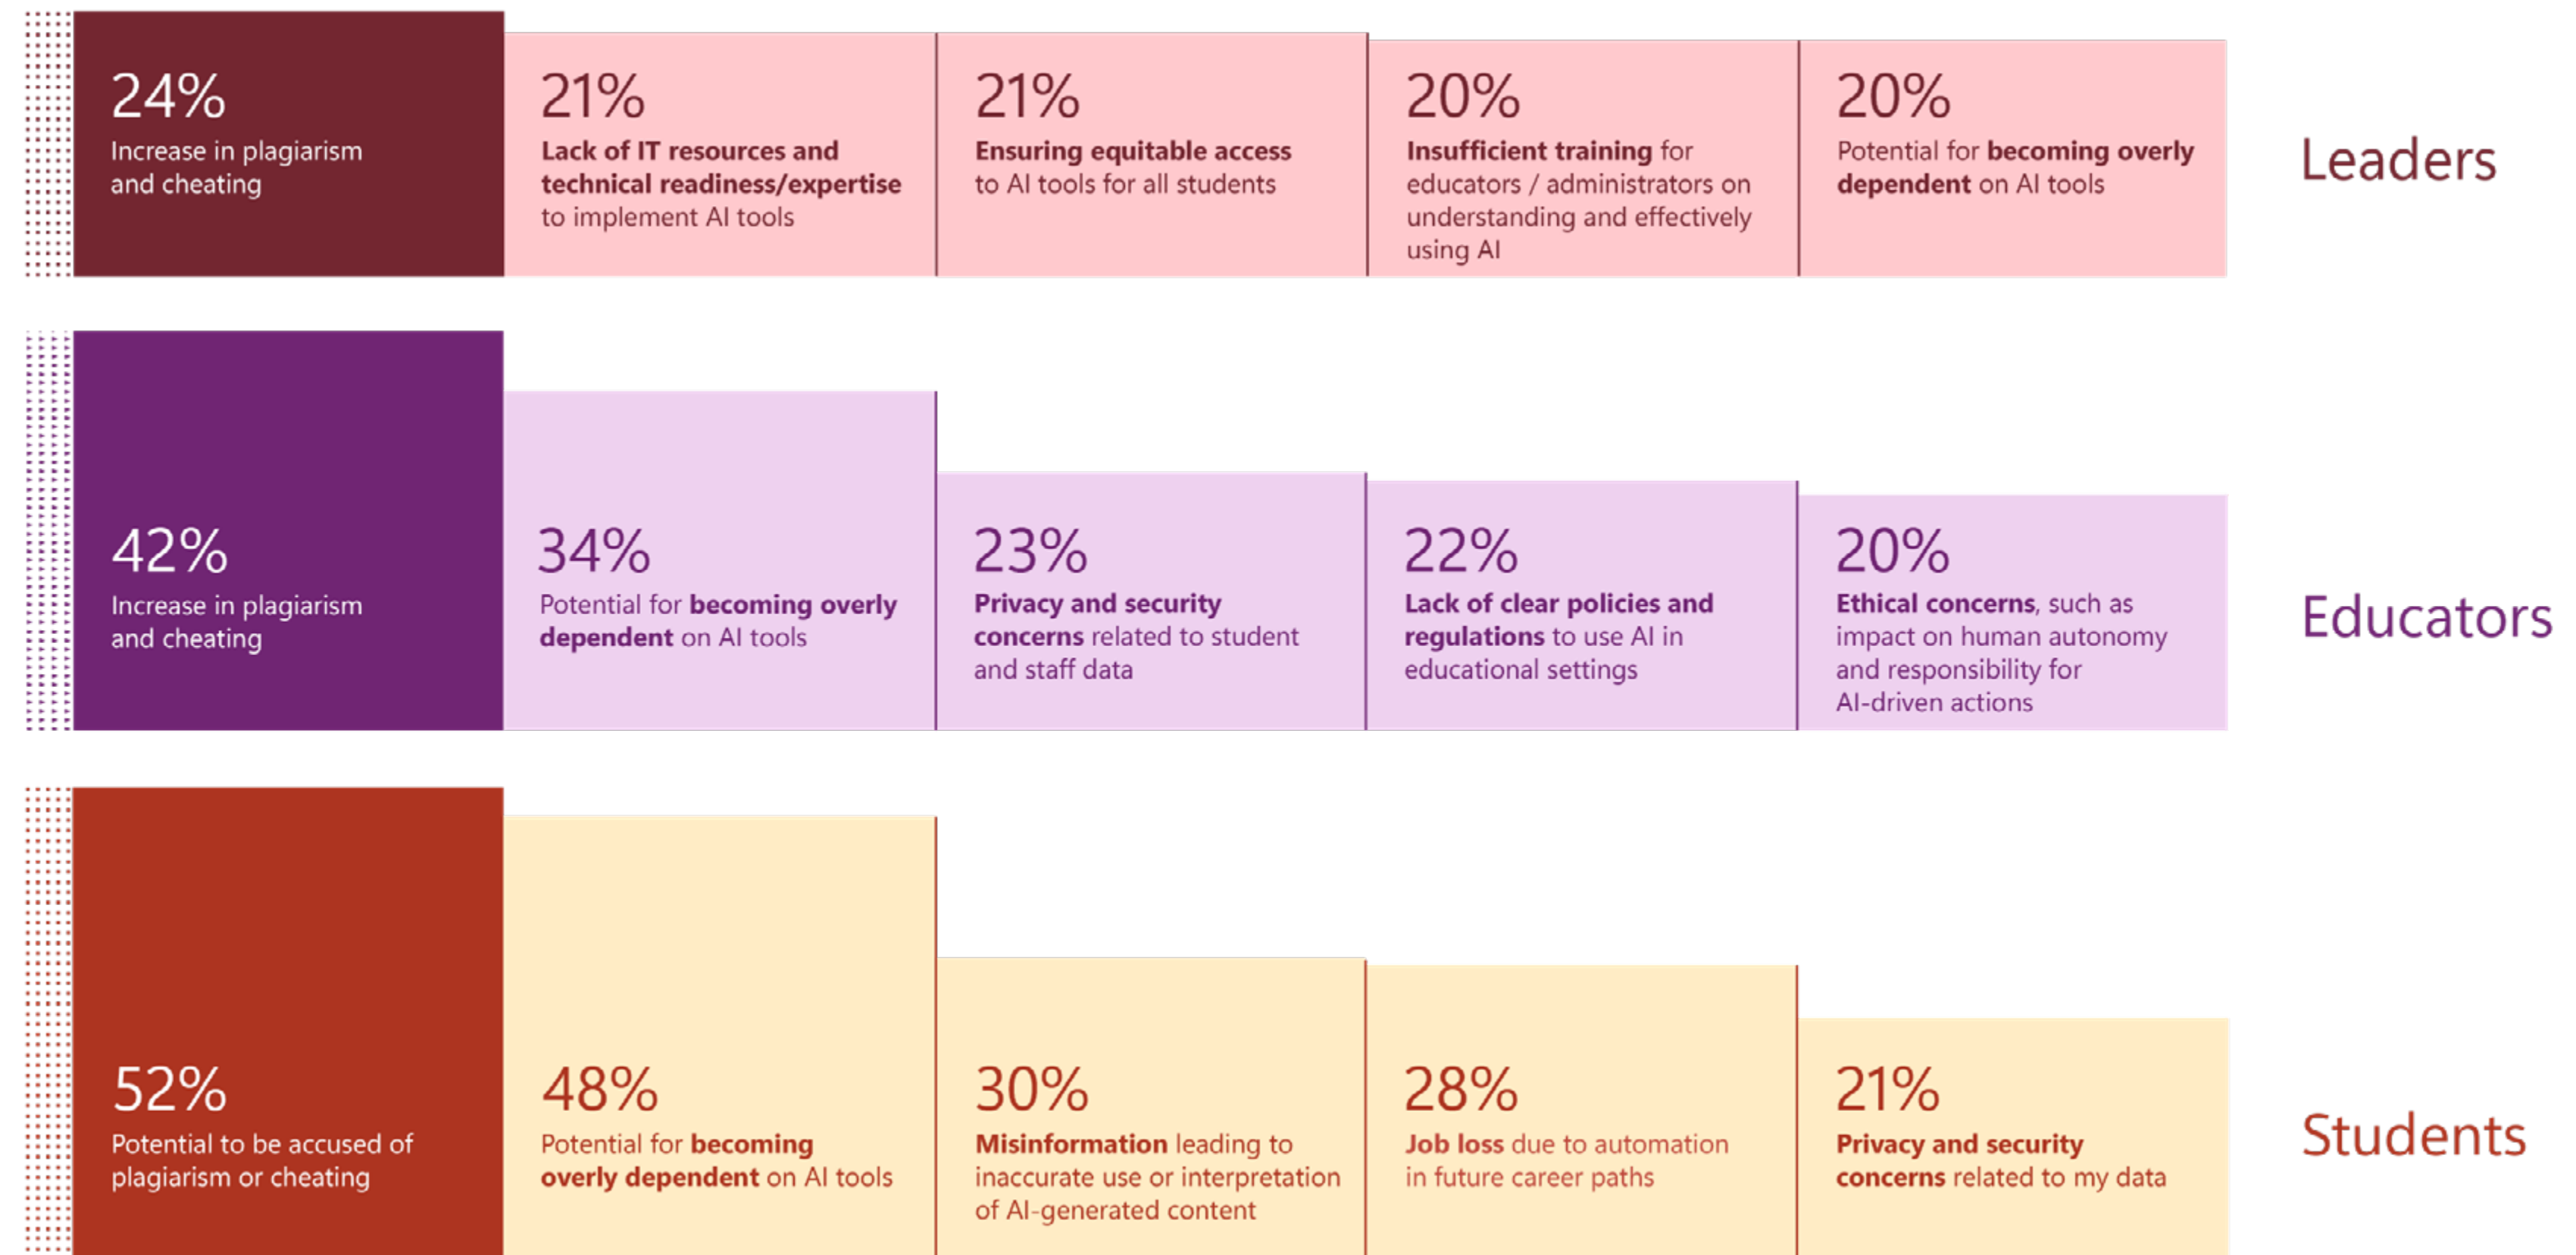 24%
Increase in plagiarism
and cheating
21%
Lack of IT resources and
technical readiness/expertise
to implement AI tools
21%
Ensuring equitable access
to AI tools for all students
20%
Insufficient training for
educators / administrators on
understanding and effectively
using AI
20%
Potential for becoming overly
dependent on AI tools
Leaders
42%
Increase in plagiarism
and cheating
34%
Potential for becoming overly
dependent on AI tools
23%
Privacy and security
concerns related to student
and staff data
22%
Lack of clear policies and
regulations to use AI in
educational settings
20%
Ethical concerns, such as
impact on human autonomy
and responsibility for
AI-driven actions
Educators
52%
Potential to be accused of
plagiarism or cheating
48%
Potential for becoming
overly dependent on AI tools
30%
Misinformation leading to
inaccurate use or interpretation
of AI-generated content
28%
Job loss due to automation
in future career paths
21%
Privacy and security
concerns related to my data
Students